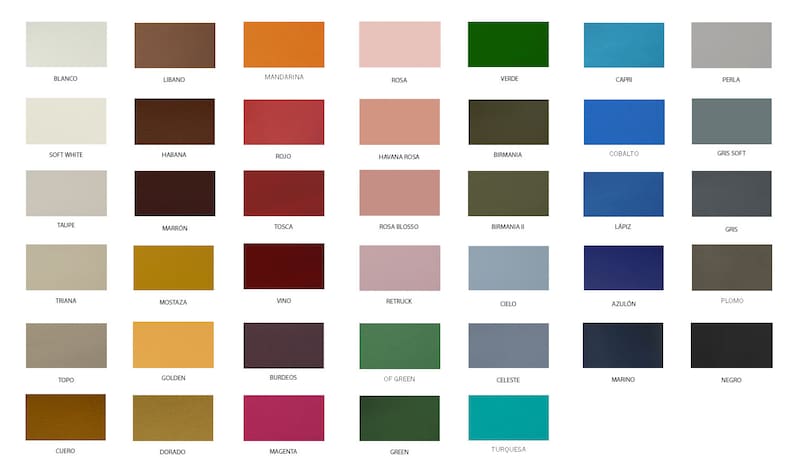 BLANCO
LIBANO
MANDARINA
ROSA
VERDE
CAPRI
PERLA
SOFT WHITE
HABANA
ROJO
HAVANA ROSA
BIRMANIA
COBALTO
GRIS SOFT
TAUPE
MARRÓN
TOSCA
ROSA BLOSSO
BIRMANIA II
LÁPIZ
GRIS
TRIANA
MOSTAZA
VINO
RETRUCK
CIELO
AZULÓN
PLOMO
TOPO
GOLDEN
BURDEOS
OF GREEN
CELESTE
MARINO
NEGRO
CUERO
DORADO
MAGENTA
GREEN
TURQUESA